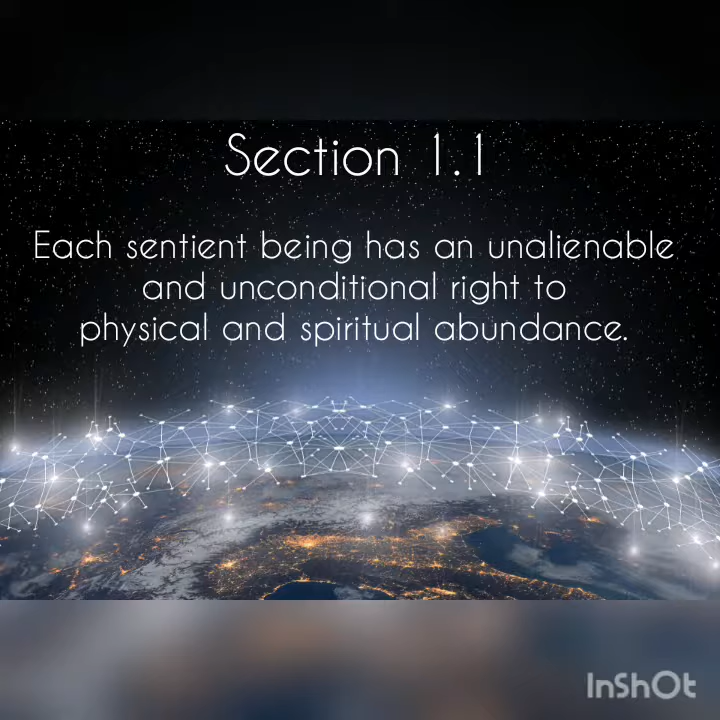 Section 1.1
Each sentient being has an unalienable
and unconditional right to
physical and spiritual abundance.
InShOt